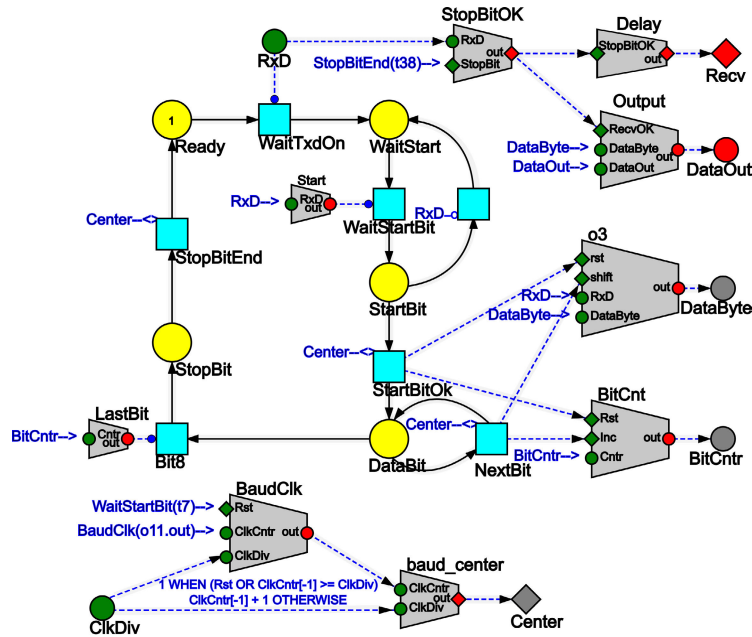 StopBitOK
Delay
RxD
RxD
out
StopBit
StopBitEnd(t38)-->
StopBitOK
out
Recv
Output
RecvOK
DataByte-->
DataByte
out
DataOut-->
DataOut
DataOut
1
Ready
WaitTxdOn
WaitStart
Start
RxD-->
RxD
out
WaitStartBit
RxD--o
Center--<>
StopBitEnd
StartBit
o3
rst
shift
out
RxD-->
RxD
DataByte-->
DataByte
DataByte
StopBit
Center--<>
StartBitOk
LastBit
BitCntr-->
Cntr
out
Bit8
Center--<>
DataBit
NextBit
BitCnt
Rst
Inc
out
BitCntr-->
Cntr
BitCntr
BaudClk
WaitStartBit(t7)-->
Rst
BaudClk(o11.out)-->
ClkCntr
out
ClkDiv
baud_center
1 WHEN (Rst OR ClkCntr[-1] >= ClkDiv)
ClkCntr[-1] + 1 OTHERWISE
ClkCntr
out
ClkDiv
Center
ClkDiv